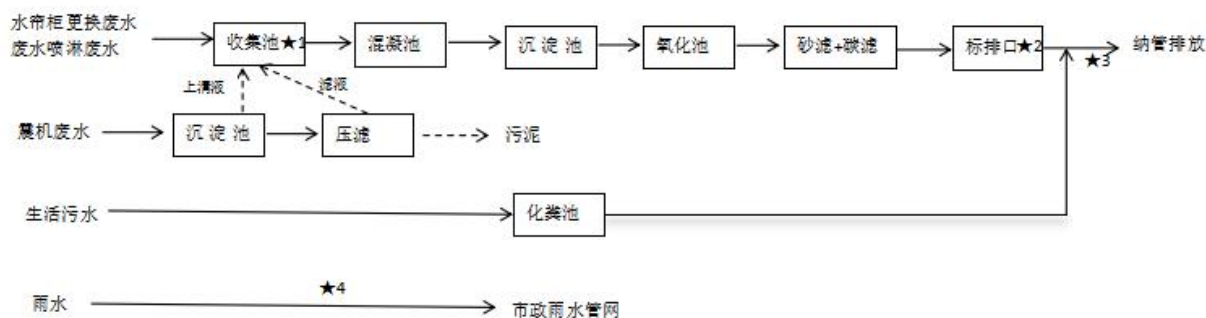 水帘柜更换废水
废水喷淋废水
收集池★1
混凝池
沉淀池
氧化池
砂滤+碳滤
标排口★2
★3
纳管排放
上清液
滤液
震机废水
沉淀池
压滤
污泥
生活污水
化粪池
雨水
★4
市政雨水管网